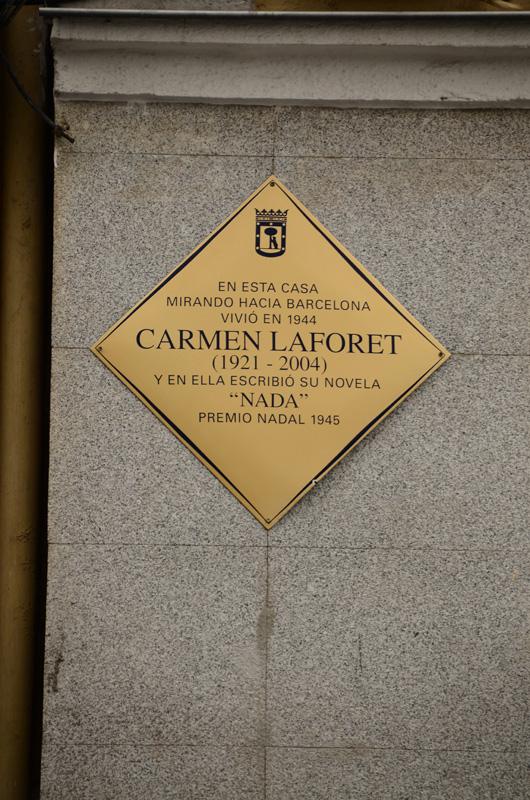 EN ESTA CASA
MIRANDO HACIA BARCELONA
VIVIÓ EN 1944
CARMEN LAFORET
(1921 - 2004)
Y EN ELLA ESCRIBIÓ SU NOVELA
“NADA”
PREMIO NADAL 1945